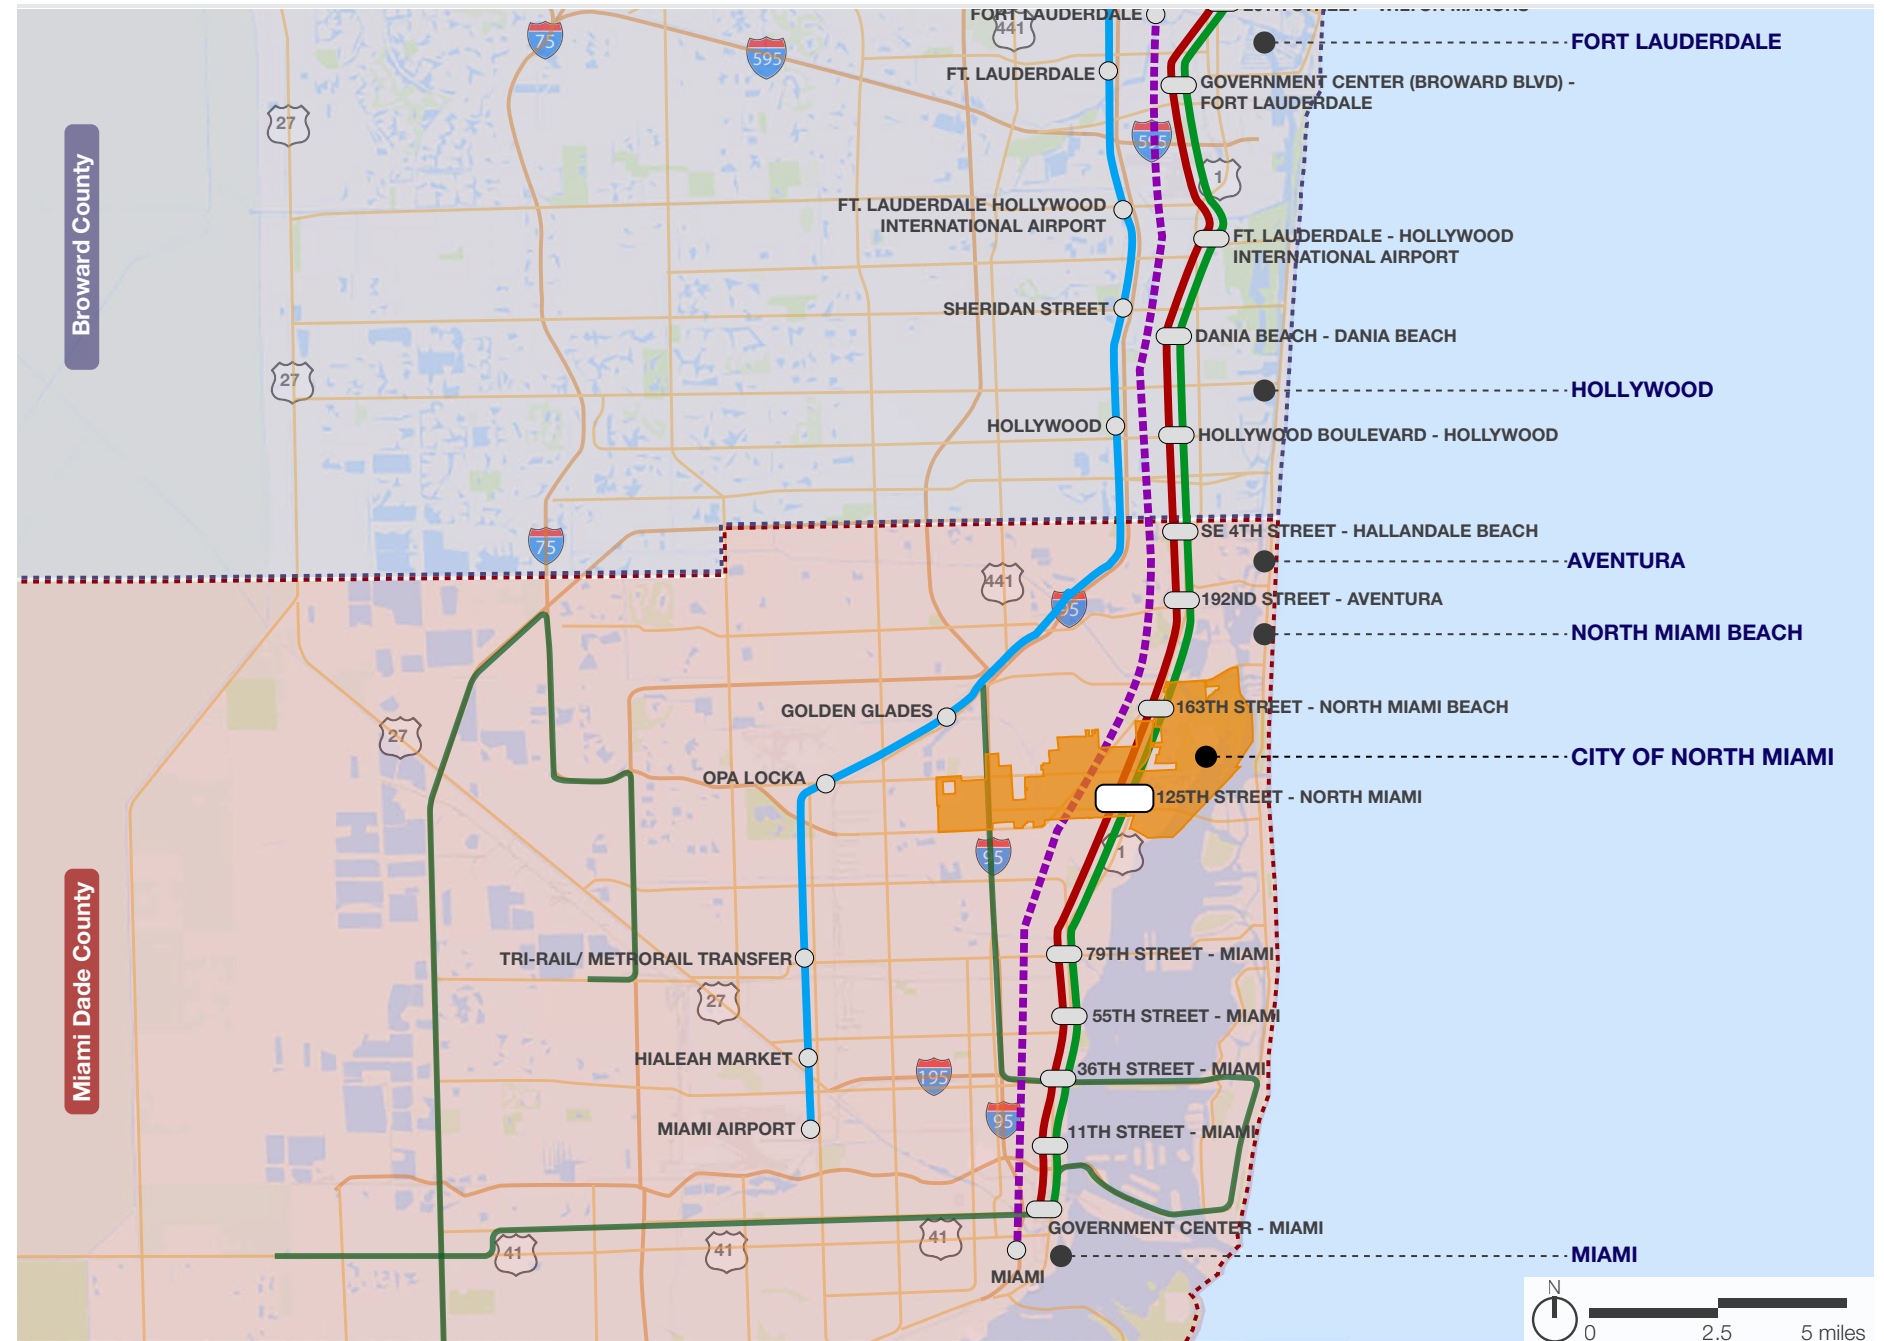 FORT LAUDERDALE
441
75
595
FORT LAUDERDALE
FT. LAUDERDALE
GOVERNMENT CENTER (BROWARD BLVD) -
FORT LAUDERDALE
27
595
1
Broward County
FT. LAUDERDALE HOLLYWOOD
INTERNATIONAL AIRPORT
FT. LAUDERDALE - HOLLYWOOD
INTERNATIONAL AIRPORT
SHERIDAN STREET
DANIA BEACH - DANIA BEACH
27
HOLLYWOOD
HOLLYWOOD
HOLLYWOOD BOULEVARD - HOLLYWOOD
SE 4TH STREET - HALLANDALE BEACH
75
AVENTURA
441
95
192ND STREET - AVENTURA
NORTH MIAMI BEACH
GOLDEN GLADES
163TH STREET - NORTH MIAMI BEACH
27
CITY OF NORTH MIAMI
OPA LOCKA
125TH STREET - NORTH MIAMI
95
1
Miami Dade County
TRI-RAIL/ METRORAIL TRANSFER
79TH STREET - MIAMI
27
55TH STREET - MIAMI
HIALEAH MARKET
36TH STREET - MIAMI
195
95
MIAMI AIRPORT
11TH STREET - MIAMI
GOVERNMENT CENTER - MIAMI
41
41
41
MIAMI
MIAMI
N
0 2.5 5 miles